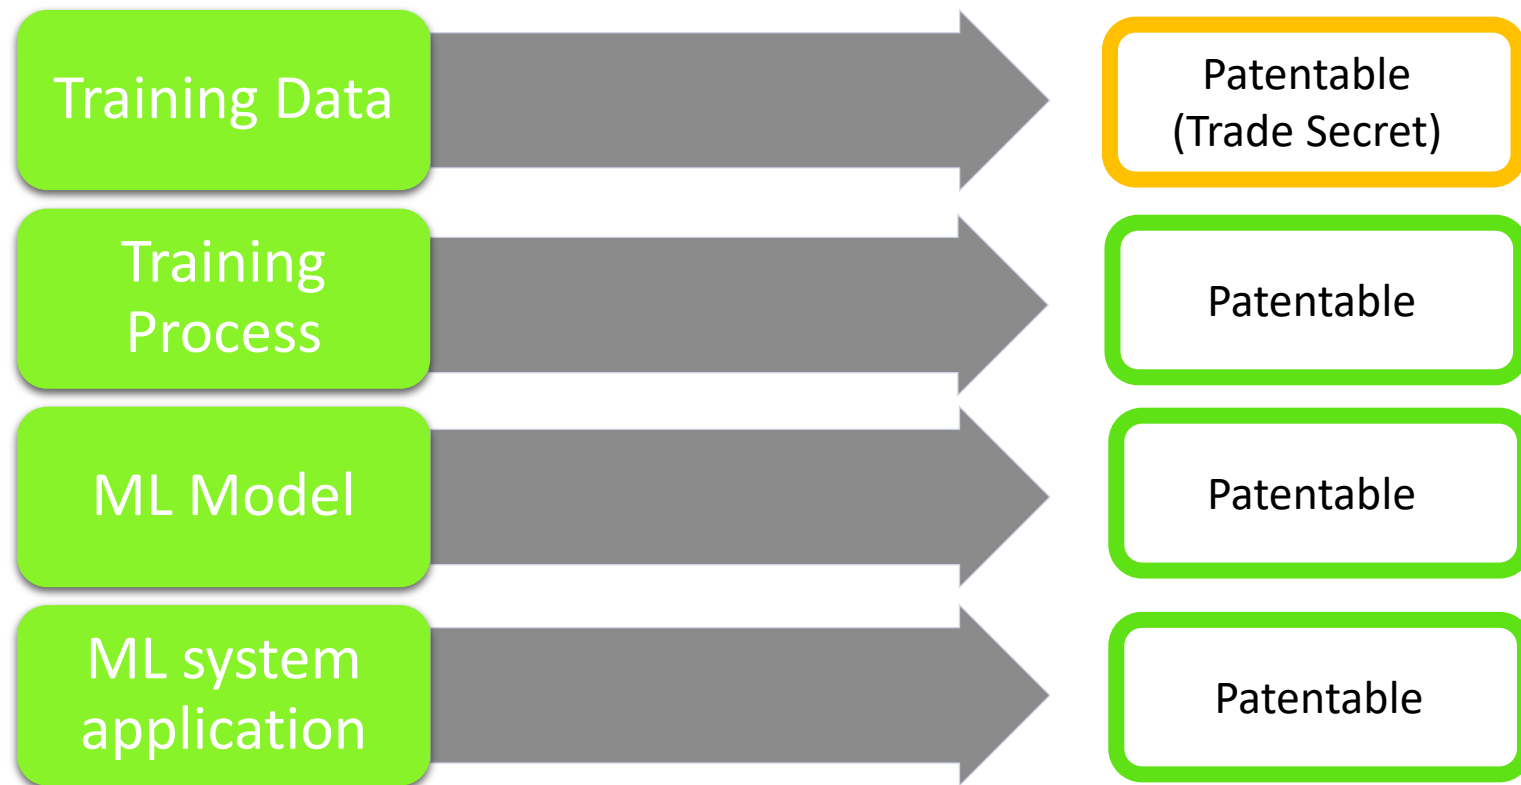 Training Data
Patentable
(Trade Secret)
Training
Process
Patentable
ML Model
Patentable
ML system
application
Patentable